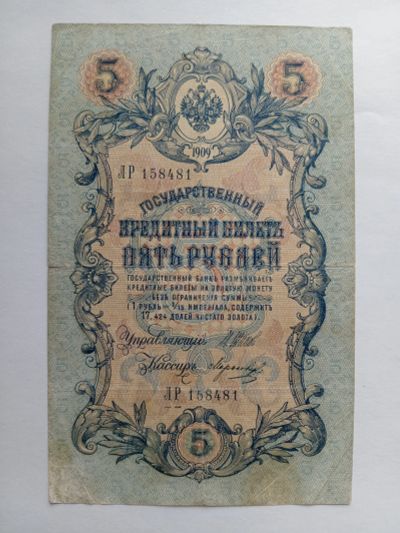 5 5
1909
ЛР 158481
ГОСУДАРСТВЕННЫЙ
КРЕДИТНЫЙ БИЛЕТЪ
ПЯТЬ РУБЛЕЙ
ГОСУДАРСТВЕННЫЙ БАНКЪ РАЗМѢНИВАЕТЪ
КРЕДИТНЫЕ БИЛЕТЫ НА ЗОЛОТУЮ МОНЕТУ
БЕЗЪ ОГРАНИЧЕНІЯ СУММЫ
(1 РУБЛЬ = 1/15 ИМПЕРІАЛА, СОДЕРЖИТЪ
17,424 ДОЛЕЙ ЧИСТАГО ЗОЛОТА).
Управляющій
Кассиръ
ЛР 158481
5